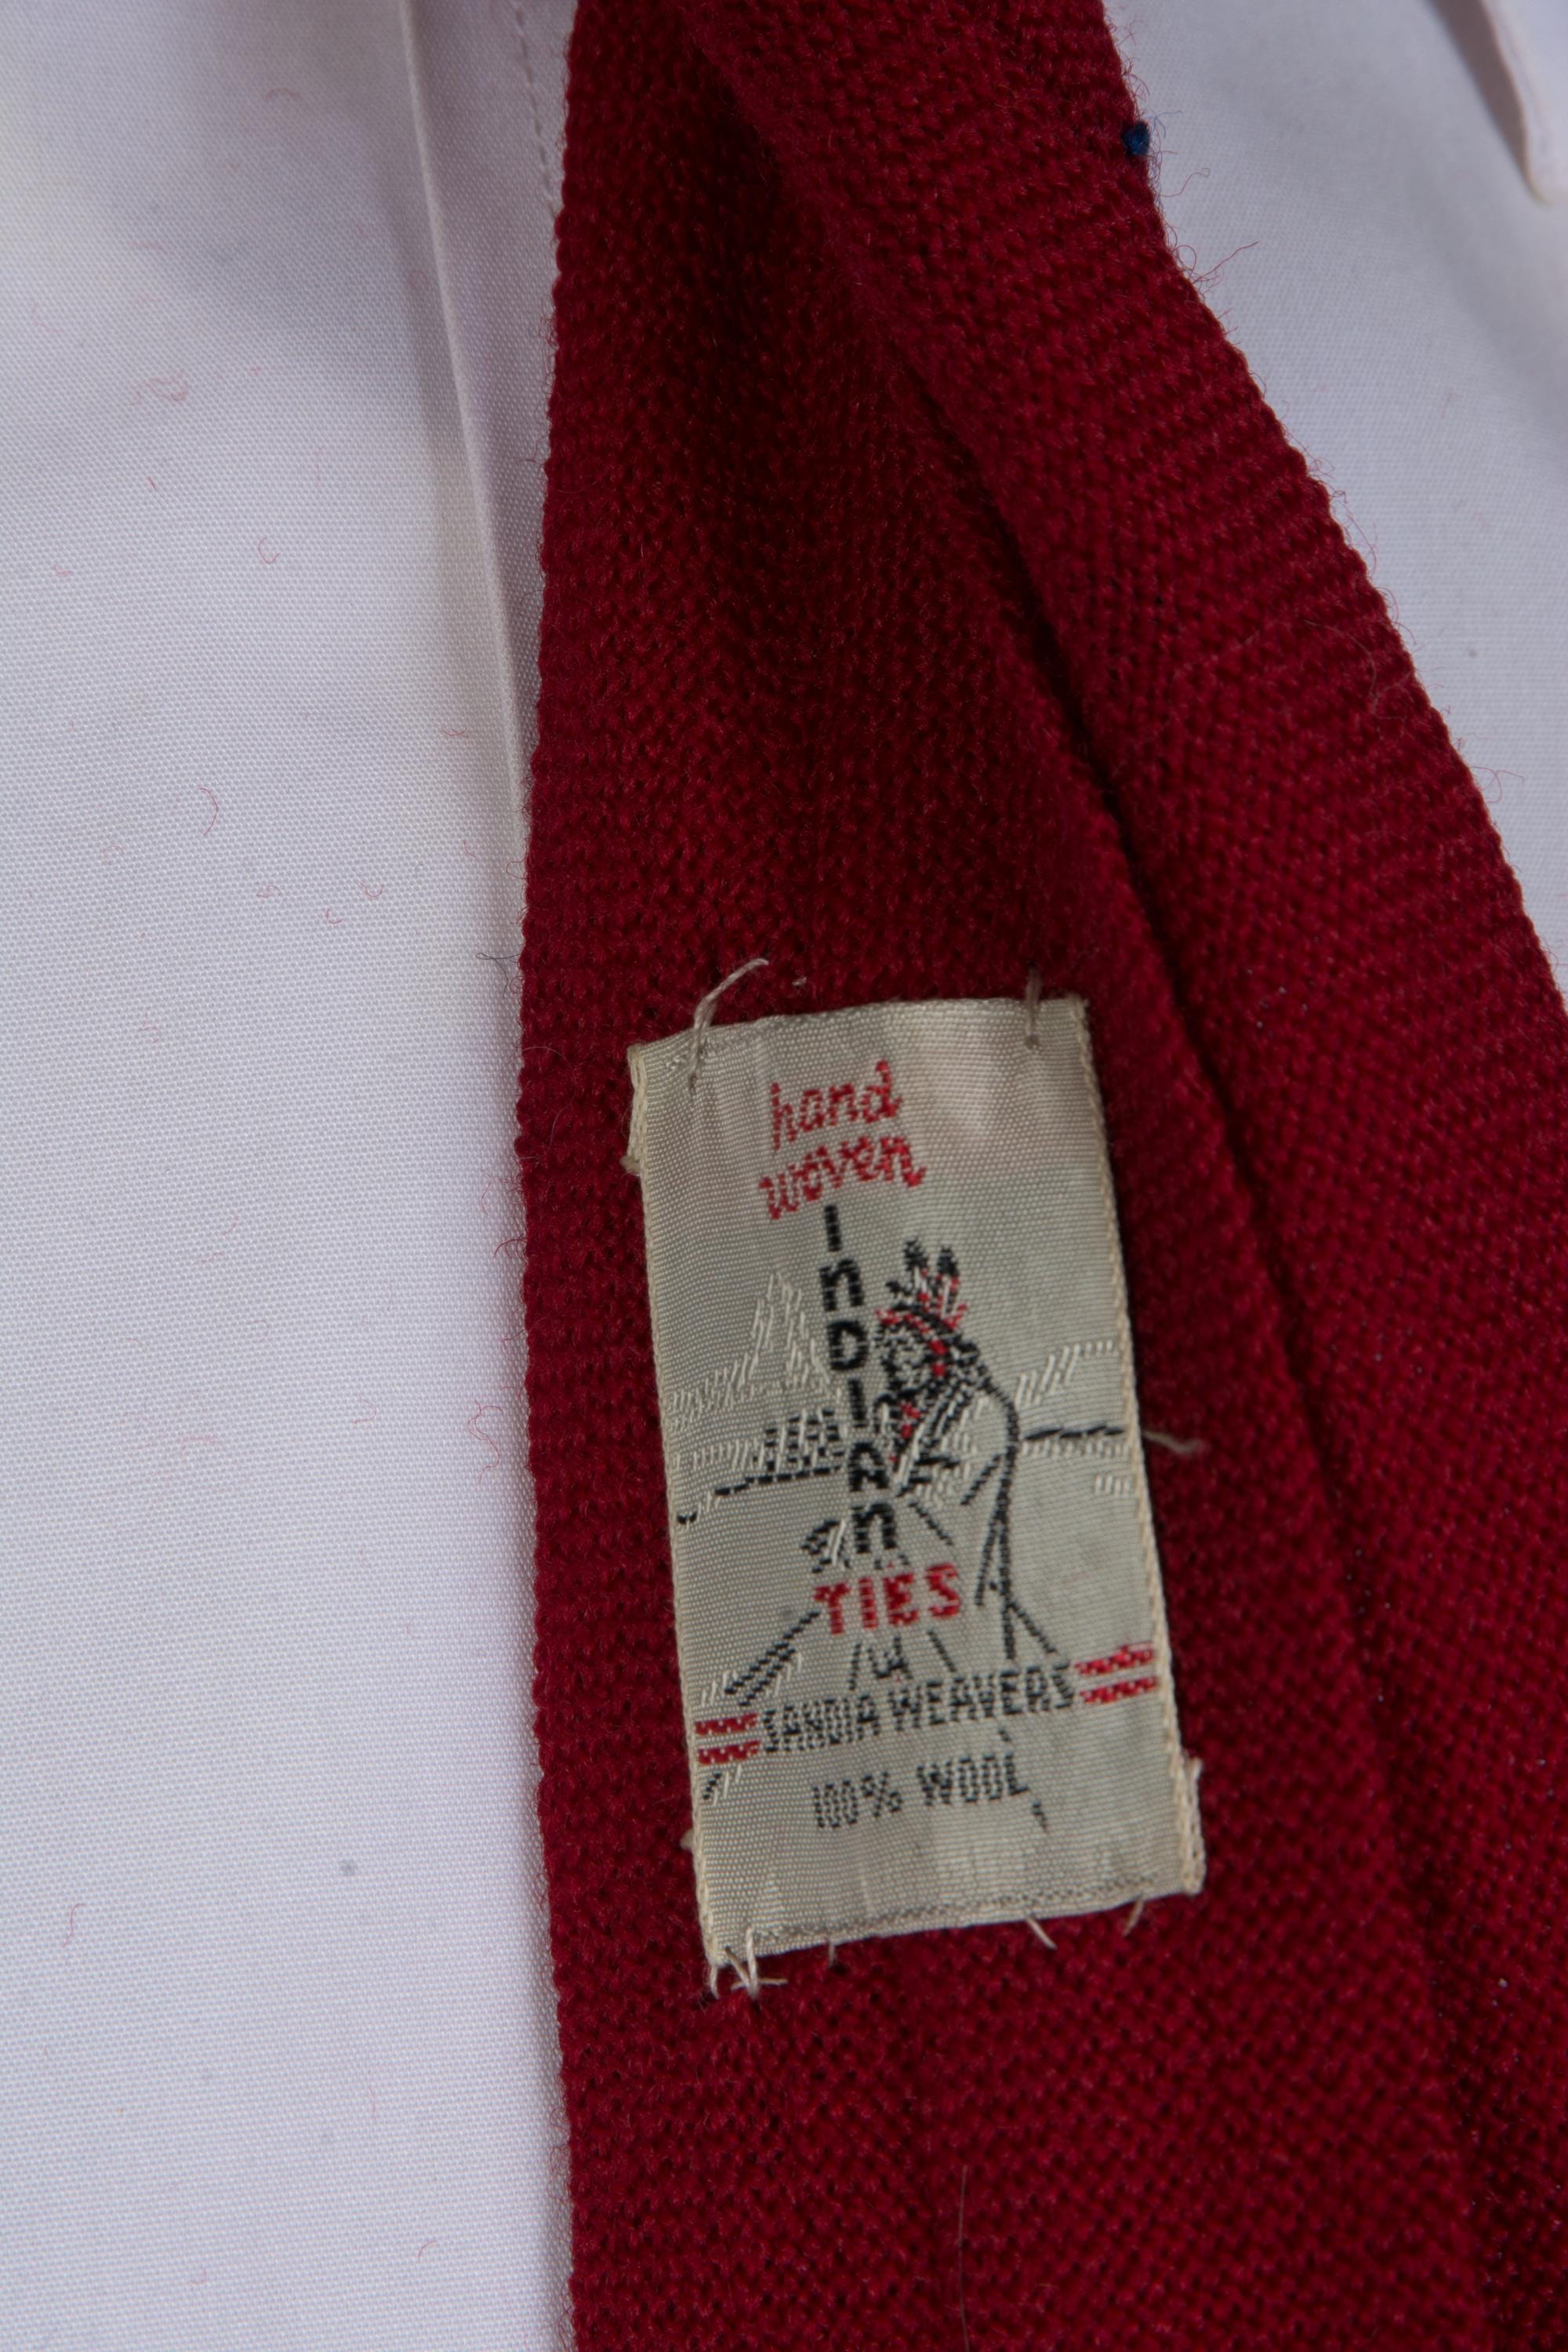 hand
woven
InDIAn
TIES
SANDIA WEAVERS
100% WOOL